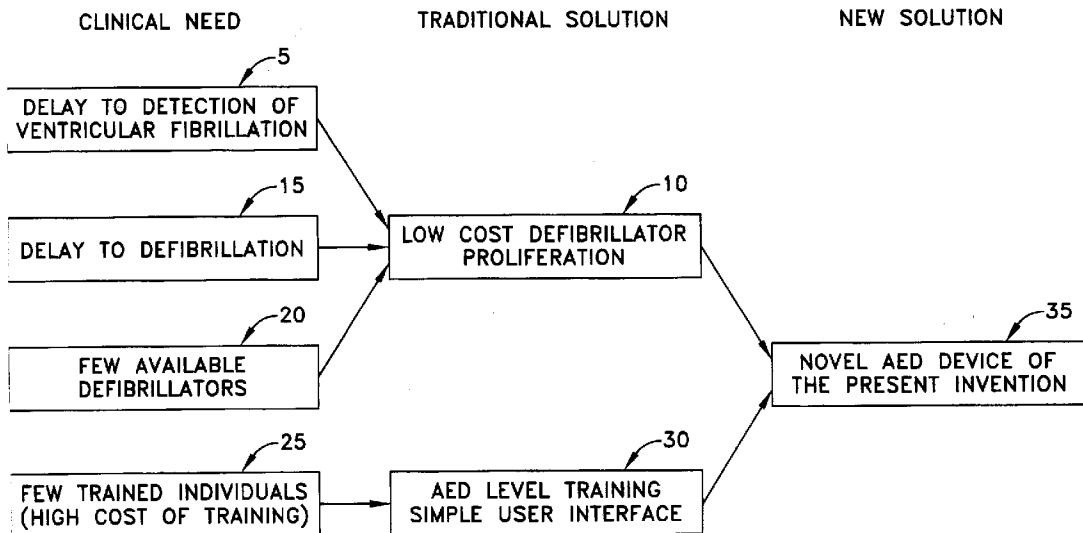 CLINICAL NEED
TRADITIONAL SOLUTION
NEW SOLUTION
5
DELAY TO DETECTION OF
VENTRICULAR FIBRILLATION
15
DELAY TO DEFIBRILLATION
10
LOW COST DEFIBRILLATOR
PROLIFERATION
20
FEW AVAILABLE
DEFIBRILLATORS
35
NOVEL AED DEVICE OF
THE PRESENT INVENTION
25
FEW TRAINED INDIVIDUALS
(HIGH COST OF TRAINING)
30
AED LEVEL TRAINING
SIMPLE USER INTERFACE